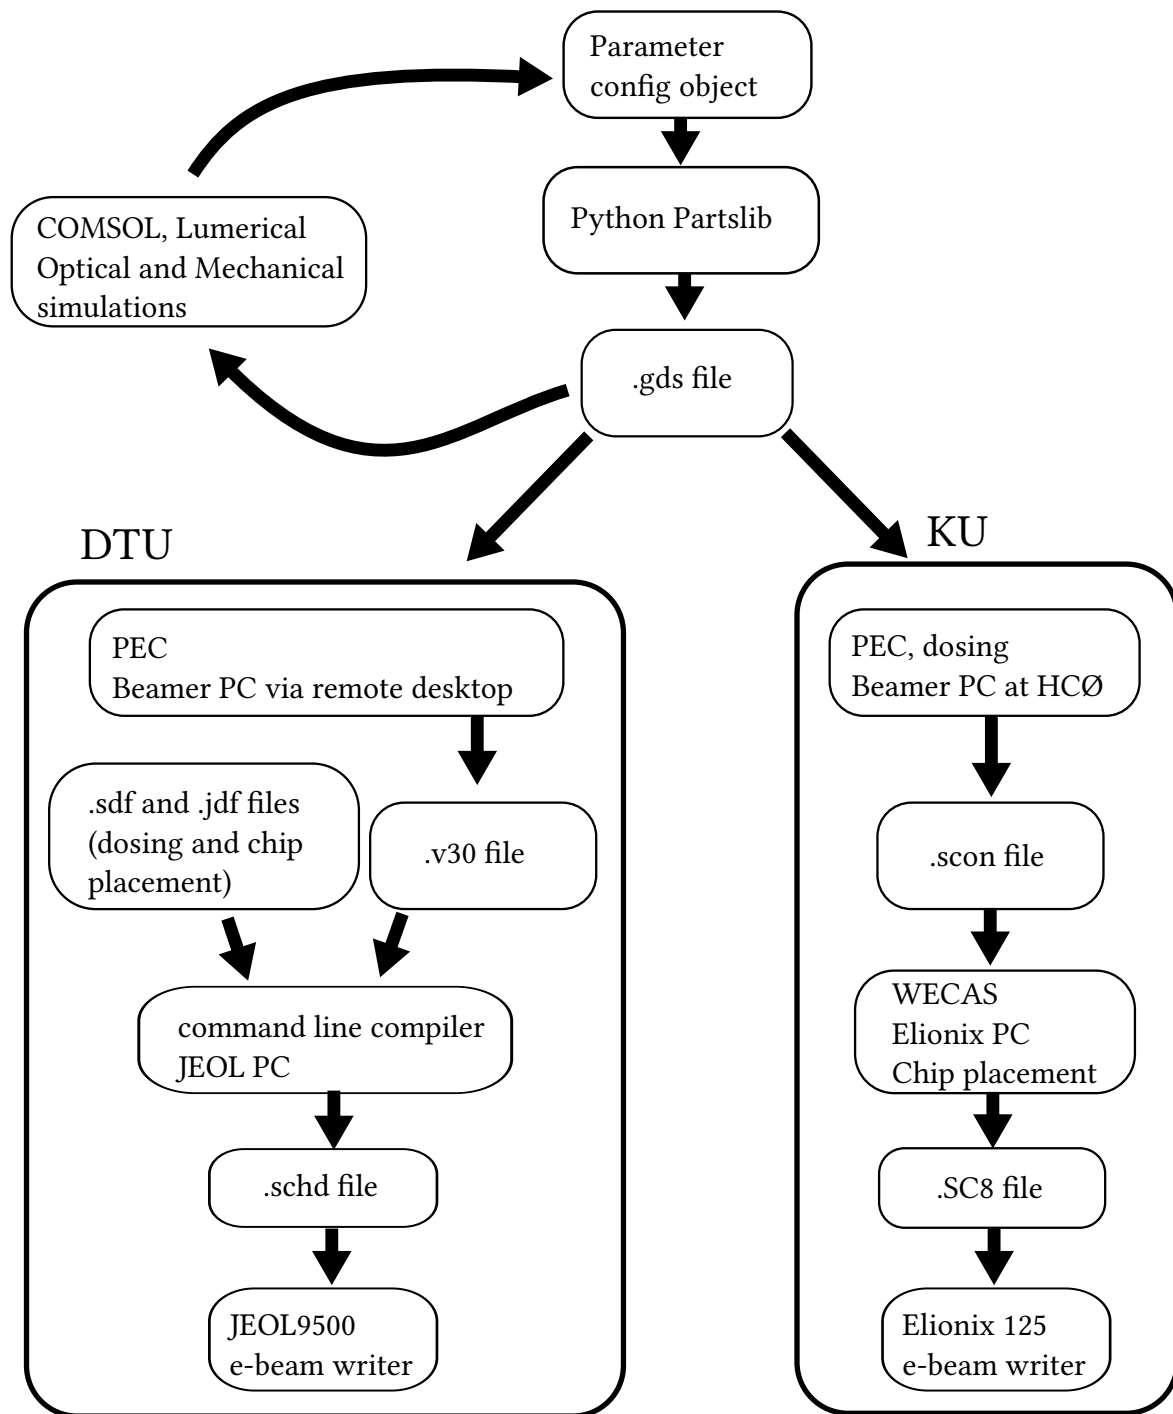 Parameter
config object
Python Partslib
COMSOL, Lumerical
Optical and Mechanical
simulations
.gds file
DTU
PEC
Beamer PC via remote desktop
.sdf and .jdf files
(dosing and chip
placement)
.v30 file
command line compiler
JEOL PC
.schd file
JEOL9500
e-beam writer
KU
PEC, dosing
Beamer PC at HCØ
.scon file
WECAS
Elionix PC
Chip placement
.SC8 file
Elionix 125
e-beam writer